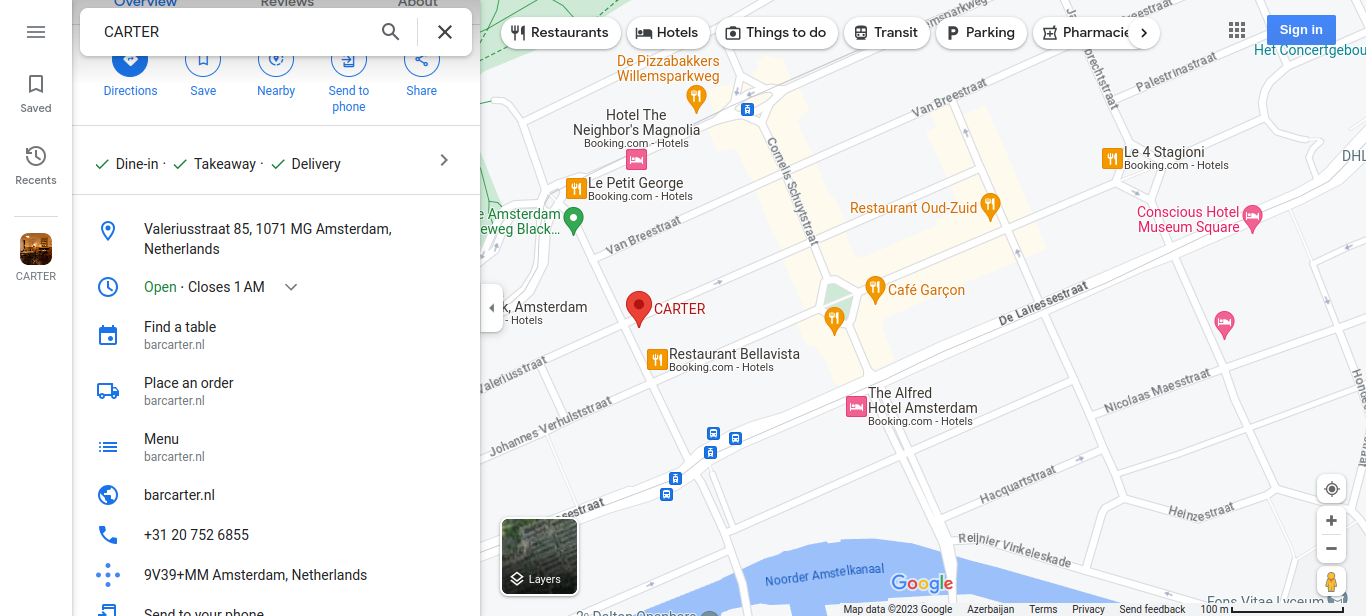 Overview
Reviews
About
CARTER
Saved
Recents
CARTER
Directions
Save
Nearby
Send to
phone
Share
Dine-in · Takeaway · Delivery
Valeriusstraat 85, 1071 MG Amsterdam,
Netherlands
Open · Closes 1 AM
Find a table
barcarter.nl
Place an order
barcarter.nl
Menu
barcarter.nl
barcarter.nl
+31 20 752 6855
9V39+MM Amsterdam, Netherlands
Send to your phone
Restaurants
Hotels
Things to do
Transit
Parking
Pharmacie
Sign in
De Pizzabakkers
Willemsparkweg
Hotel The
Neighbor's Magnolia
Booking.com - Hotels
Le Petit George
Booking.com - Hotels
e Amsterdam
eweg Black...
Van Breestraat
Cornelis Schuytstraat
Van Breestraat
Palestrinastraat
Het Concertgebou
Le 4 Stagioni
Booking.com - Hotels
DHL
Restaurant Oud-Zuid
Conscious Hotel
Museum Square
k, Amsterdam
- Hotels
CARTER
Café Garçon
De Lairessestraat
Restaurant Bellavista
Booking.com - Hotels
Valeriusstraat
The Alfred
Hotel Amsterdam
Booking.com - Hotels
Johannes Verhulststraat
Nicolaas Maesstraat
Hacquartstraat
Heinzestraat
sestraat
Reijnier Vinkeleskade
Noorder Amstelkanaal
Layers
Google
Fons Vitae Lyceum
Map data ©2023 Google
Azerbaijan
Terms
Privacy
Send feedback
100 m